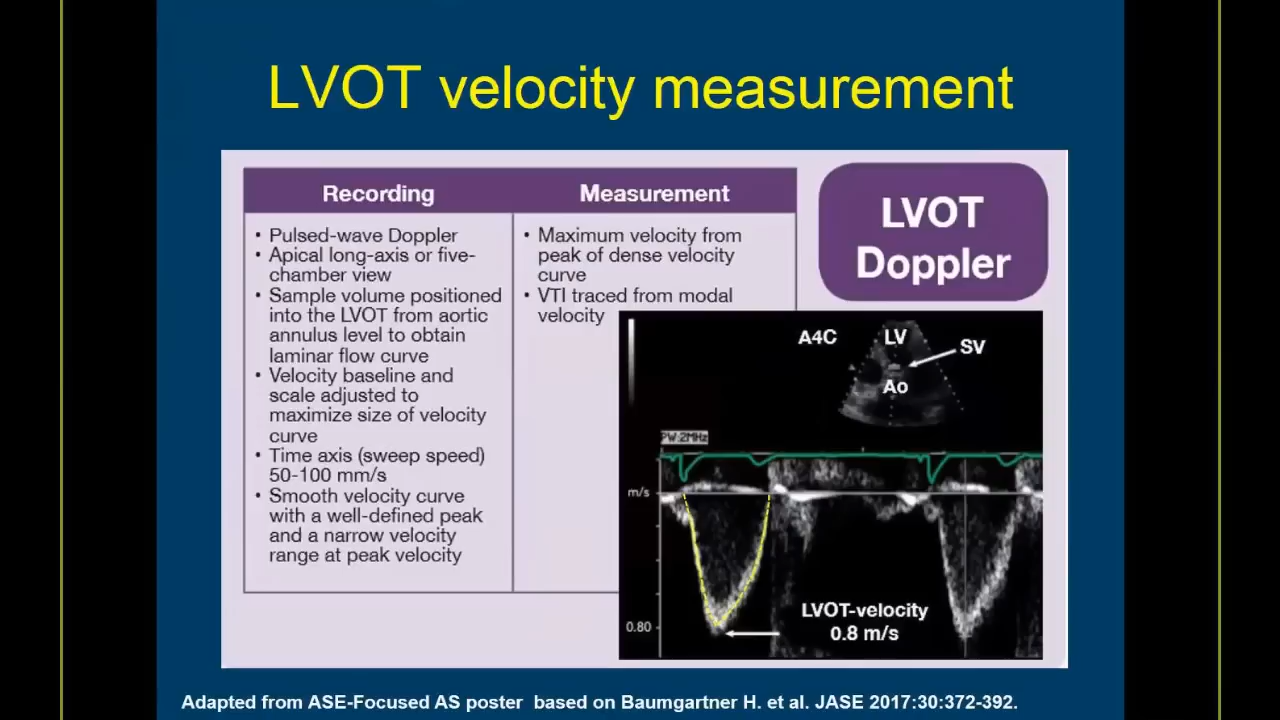 LVOT velocity measurement
Recording
Measurement
LVOT
Doppler
• Pulsed-wave Doppler
• Apical long-axis or five-
chamber view
• Sample volume positioned
into the LVOT from aortic
annulus level to obtain
laminar flow curve
• Velocity baseline and
scale adjusted to
maximize size of velocity
curve
• Time axis (sweep speed)
50-100 mm/s
• Smooth velocity curve
with a well-defined peak
and a narrow velocity
range at peak velocity
• Maximum velocity from
peak of dense velocity
curve
• VTI traced from modal
velocity
A4C
LV
SV
Ao
PW:2MHz
m/s
0.80
LVOT-velocity
0.8 m/s
Adapted from ASE-Focused AS poster based on Baumgartner H. et al. JASE 2017:30:372-392.